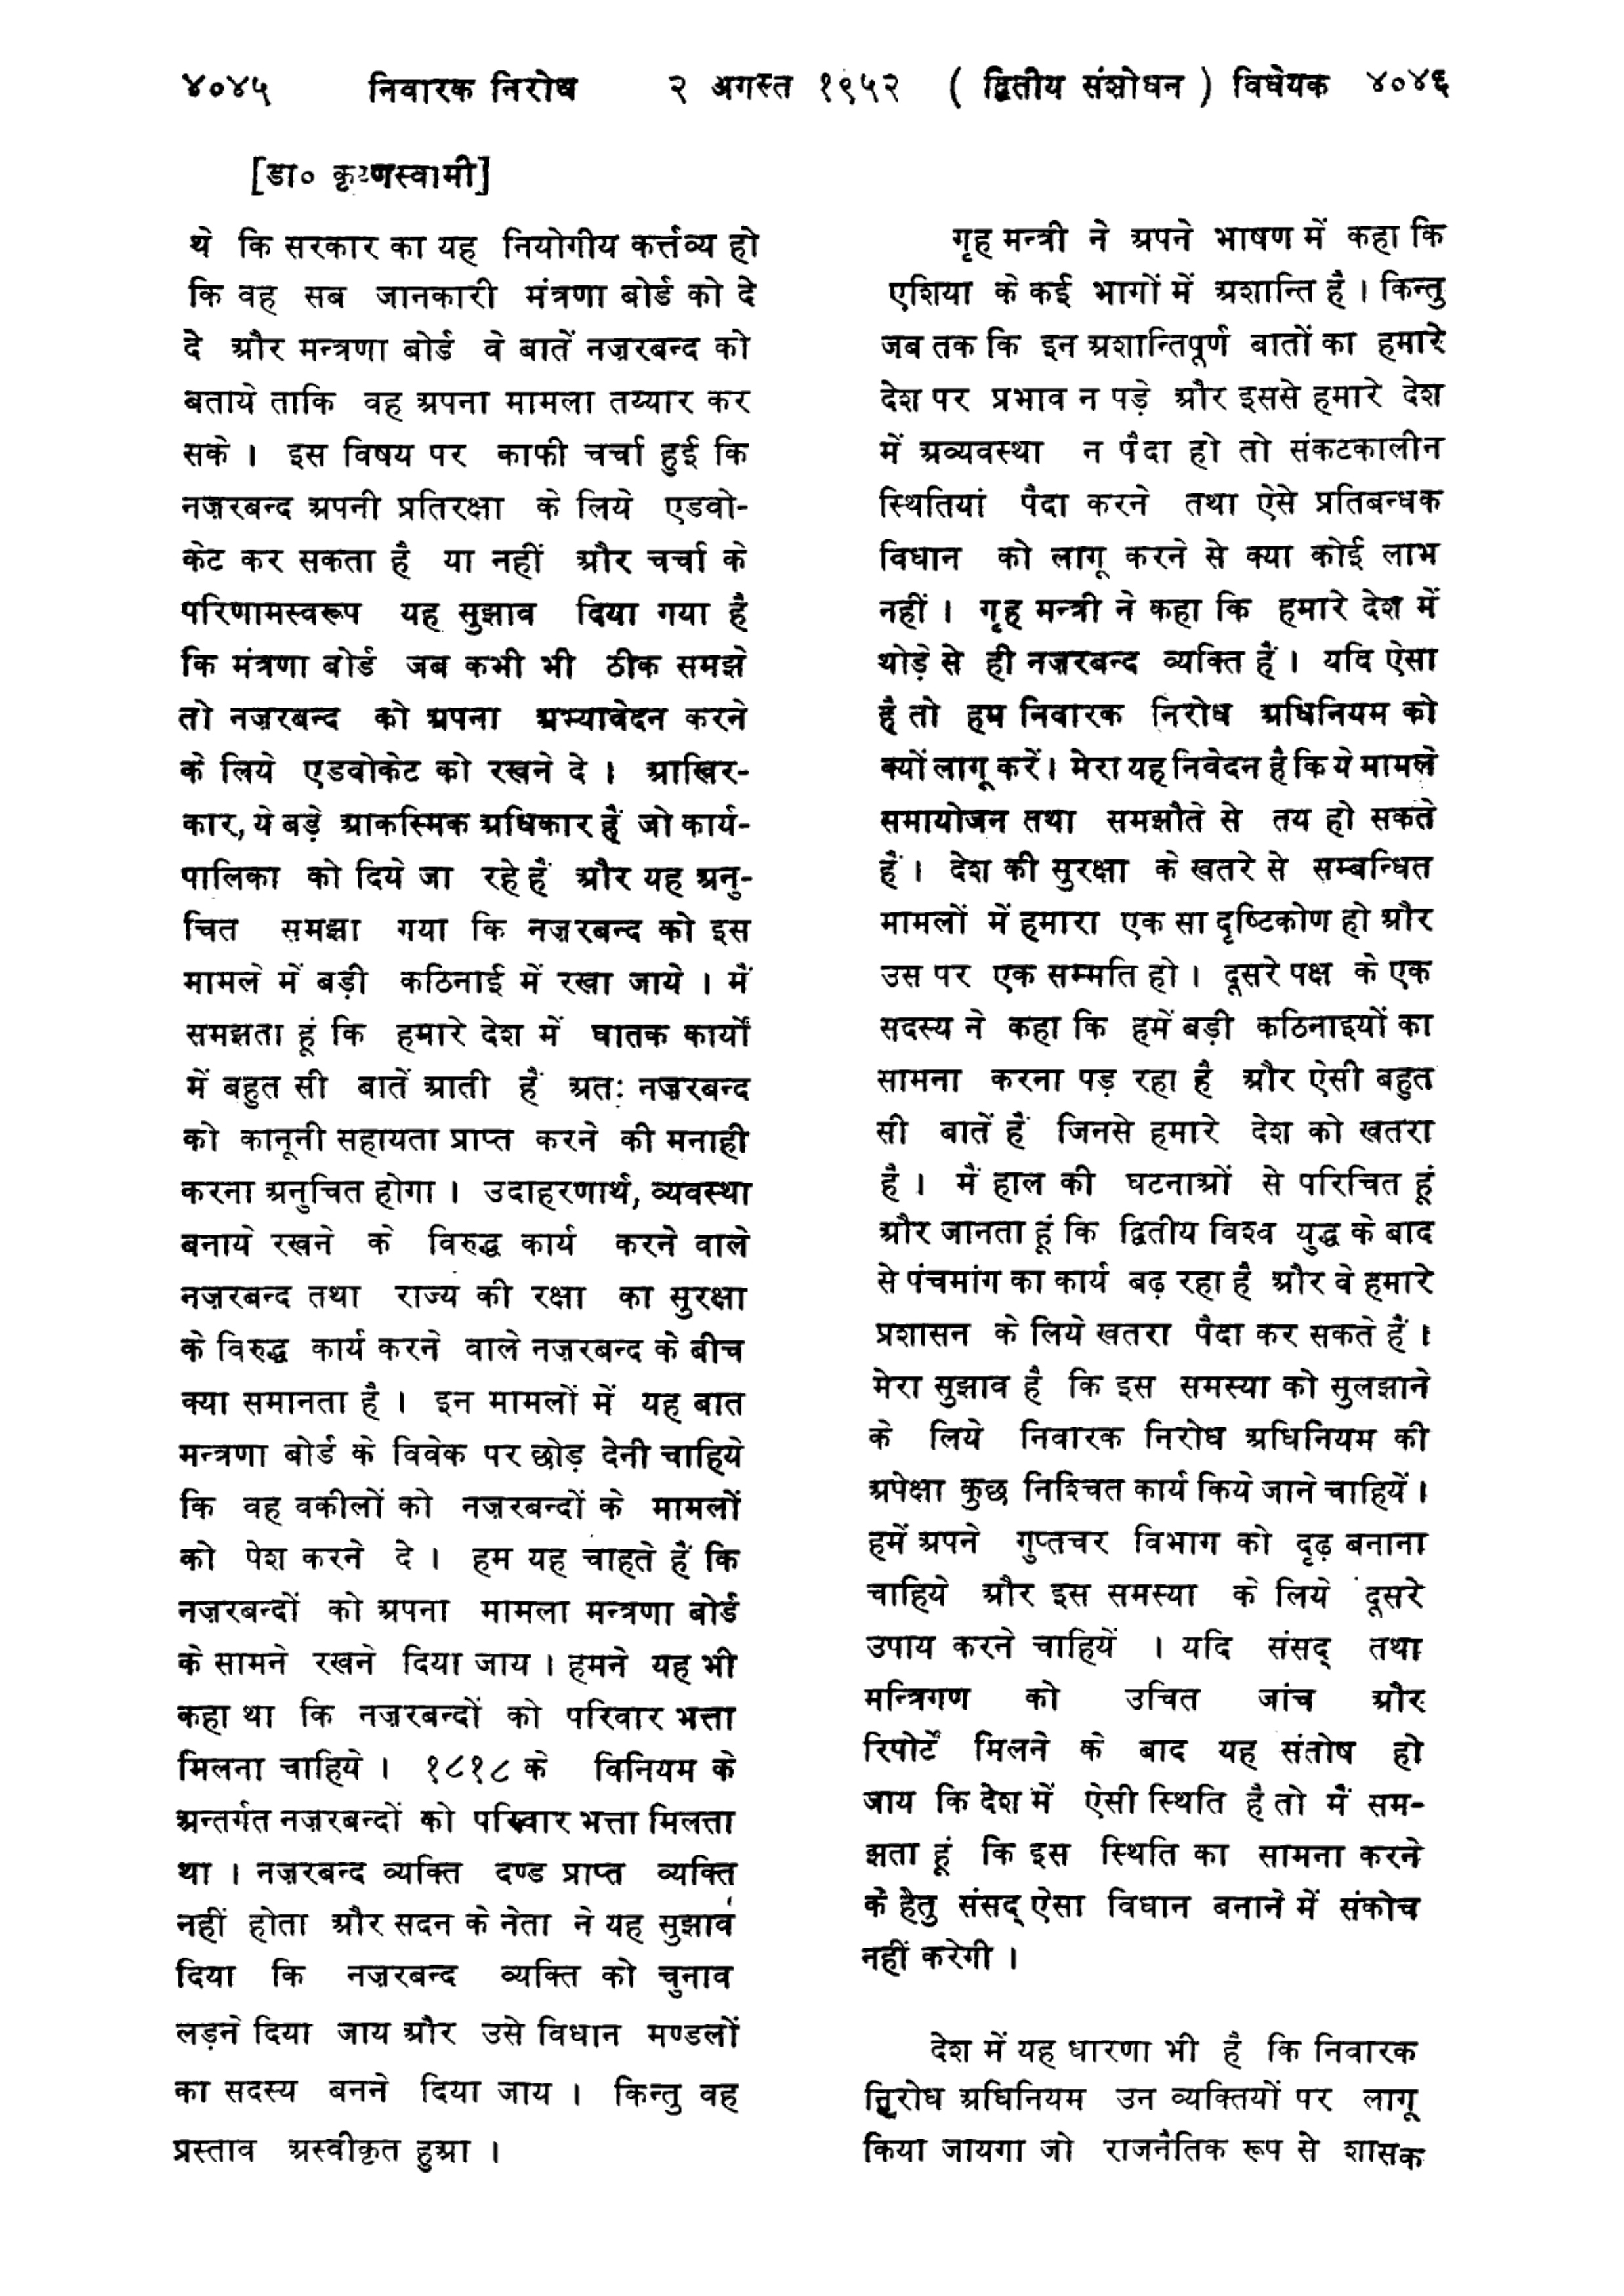 ४०४५ निवारक निरोध २ अगस्त १९५२ ( द्वितीय संशोधन ) विधेयक ४०४६
[डा० कृष्णस्वामी]
थे कि सरकार का यह नियोगीय कर्त्तव्य हो
कि वह सब जानकारी मंत्रणा बोर्ड को दे
दे और मन्त्रणा बोर्ड वे बातें नज़रबन्द को
बताये ताकि वह अपना मामला तय्यार कर
सके । इस विषय पर काफी चर्चा हुई कि
नज़रबन्द अपनी प्रतिरक्षा के लिये एडवो-
केट कर सकता है या नहीं और चर्चा के
परिणामस्वरूप यह सुझाव दिया गया है
कि मंत्रणा बोर्ड जब कभी भी ठीक समझे
तो नज़रबन्द को अपना अभ्यावेदन करने
के लिये एडवोकेट को रखने दे । आखिर-
कार, ये बड़े आकस्मिक अधिकार हैं जो कार्य-
पालिका को दिये जा रहे हैं और यह अनु-
चित समझा गया कि नज़रबन्द को इस
मामले में बड़ी कठिनाई में रखा जाये । मैं
समझता हूं कि हमारे देश में घातक कार्यों
में बहुत सी बातें आती हैं अतः नज़रबन्द
को कानूनी सहायता प्राप्त करने की मनाही
करना अनुचित होगा । उदाहरणार्थ, व्यवस्था
बनाये रखने के विरुद्ध कार्य करने वाले
नज़रबन्द तथा राज्य की रक्षा का सुरक्षा
के विरुद्ध कार्य करने वाले नज़रबन्द के बीच
क्या समानता है । इन मामलों में यह बात
मन्त्रणा बोर्ड के विवेक पर छोड़ देनी चाहिये
कि वह वकीलों को नज़रबन्दों के मामलों
को पेश करने दे । हम यह चाहते हैं कि
नज़रबन्दों को अपना मामला मन्त्रणा बोर्ड
के सामने रखने दिया जाय । हमने यह भी
कहा था कि नज़रबन्दों को परिवार भत्ता
मिलना चाहिये । १८१८ के विनियम के
अन्तर्गत नज़रबन्दों को परिवार भत्ता मिलता
था । नज़रबन्द व्यक्ति दण्ड प्राप्त व्यक्ति
नहीं होता और सदन के नेता ने यह सुझाव
दिया कि नज़रबन्द व्यक्ति को चुनाव
लड़ने दिया जाय और उसे विधान मण्डलों
का सदस्य बनने दिया जाय । किन्तु वह
प्रस्ताव अस्वीकृत हुआ ।
गृह मन्त्री ने अपने भाषण में कहा कि
एशिया के कई भागों में अशान्ति है । किन्तु
जब तक कि इन अशान्तिपूर्ण बातों का हमारे
देश पर प्रभाव न पड़े और इससे हमारे देश
में अव्यवस्था न पैदा हो तो संकटकालीन
स्थितियां पैदा करने तथा ऐसे प्रतिबन्धक
विधान को लागू करने से क्या कोई लाभ
नहीं । गृह मन्त्री ने कहा कि हमारे देश में
थोड़े से ही नज़रबन्द व्यक्ति हैं । यदि ऐसा
है तो हम निवारक निरोध अधिनियम को
क्यों लागू करें । मेरा यह निवेदन है कि ये मामले
समायोजन तथा समझौते से तय हो सकते
हैं । देश की सुरक्षा के खतरे से सम्बन्धित
मामलों में हमारा एक सा दृष्टिकोण हो और
उस पर एक सम्मति हो । दूसरे पक्ष के एक
सदस्य ने कहा कि हमें बड़ी कठिनाइयों का
सामना करना पड़ रहा है और ऐसी बहुत
सी बातें हैं जिनसे हमारे देश को खतरा
है । मैं हाल की घटनाओं से परिचित हूं
और जानता हूं कि द्वितीय विश्व युद्ध के बाद
से पंचमांग का कार्य बढ़ रहा है और वे हमारे
प्रशासन के लिये खतरा पैदा कर सकते हैं ।
मेरा सुझाव है कि इस समस्या को सुलझाने
के लिये निवारक निरोध अधिनियम की
अपेक्षा कुछ निश्चित कार्य किये जाने चाहियें ।
हमें अपने गुप्तचर विभाग को दृढ़ बनाना
चाहिये और इस समस्या के लिये दूसरे
उपाय करने चाहियें । यदि संसद् तथा
मन्त्रिगण को उचित जांच और
रिपोर्टें मिलने के बाद यह संतोष हो
जाय कि देश में ऐसी स्थिति है तो मैं सम-
झता हूं कि इस स्थिति का सामना करने
के हेतु संसद् ऐसा विधान बनाने में संकोच
नहीं करेगी ।
देश में यह धारणा भी है कि निवारक
निरोध अधिनियम उन व्यक्तियों पर लागू
किया जायगा जो राजनैतिक रूप से शासक